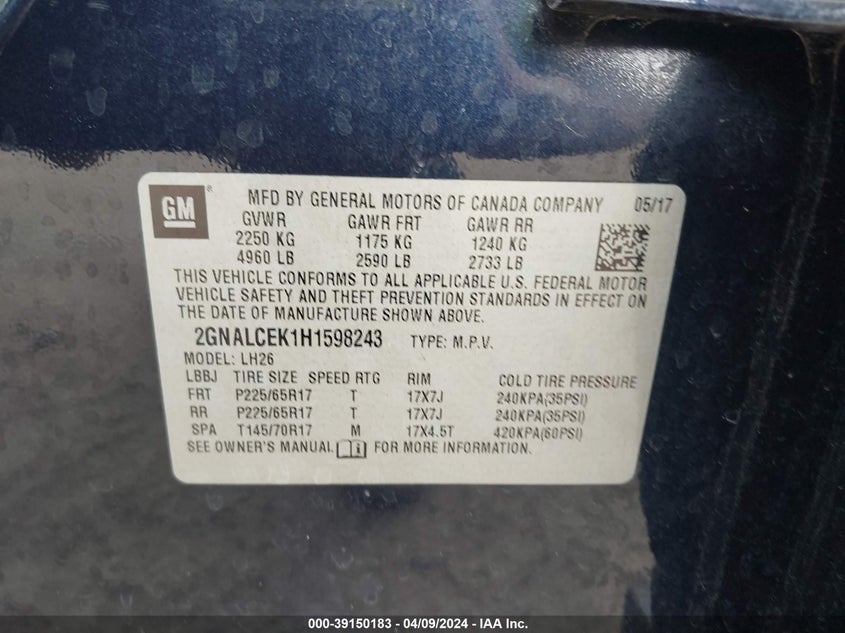 GM ® MFD BY GENERAL MOTORS OF CANADA COMPANY 05/17
GVWR GAWR FRT GAWR RR
2250 KG 1175 KG 1240 KG
4960 LB 2590 LB 2733 LB
THIS VEHICLE CONFORMS TO ALL APPLICABLE U.S. FEDERAL MOTOR
VEHICLE SAFETY AND THEFT PREVENTION STANDARDS IN EFFECT ON
THE DATE OF MANUFACTURE SHOWN ABOVE.
2GNALCEK1H1598243 TYPE: M.P.V.
MODEL: LH26
LBBJ TIRE SIZE SPEED RTG RIM COLD TIRE PRESSURE
FRT P225/65R17 T 17X7J 240KPA(35PSI)
RR P225/65R17 T 17X7J 240KPA(35PSI)
SPA T145/70R17 M 17X4.5T 420KPA(60PSI)
SEE OWNER'S MANUAL FOR MORE INFORMATION.
000-39150183 - 04/09/2024 - IAA Inc.